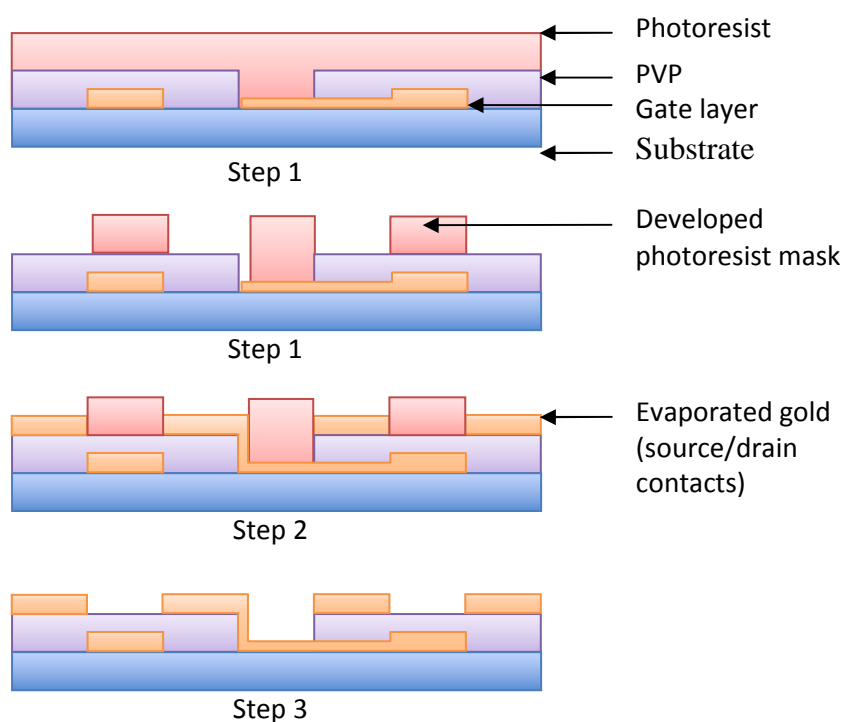 Photoresist
PVP
Gate layer
Substrate
Step 1
Developed
photoresist mask
Step 1
Evaporated gold
(source/drain
contacts)
Step 2
Step 3